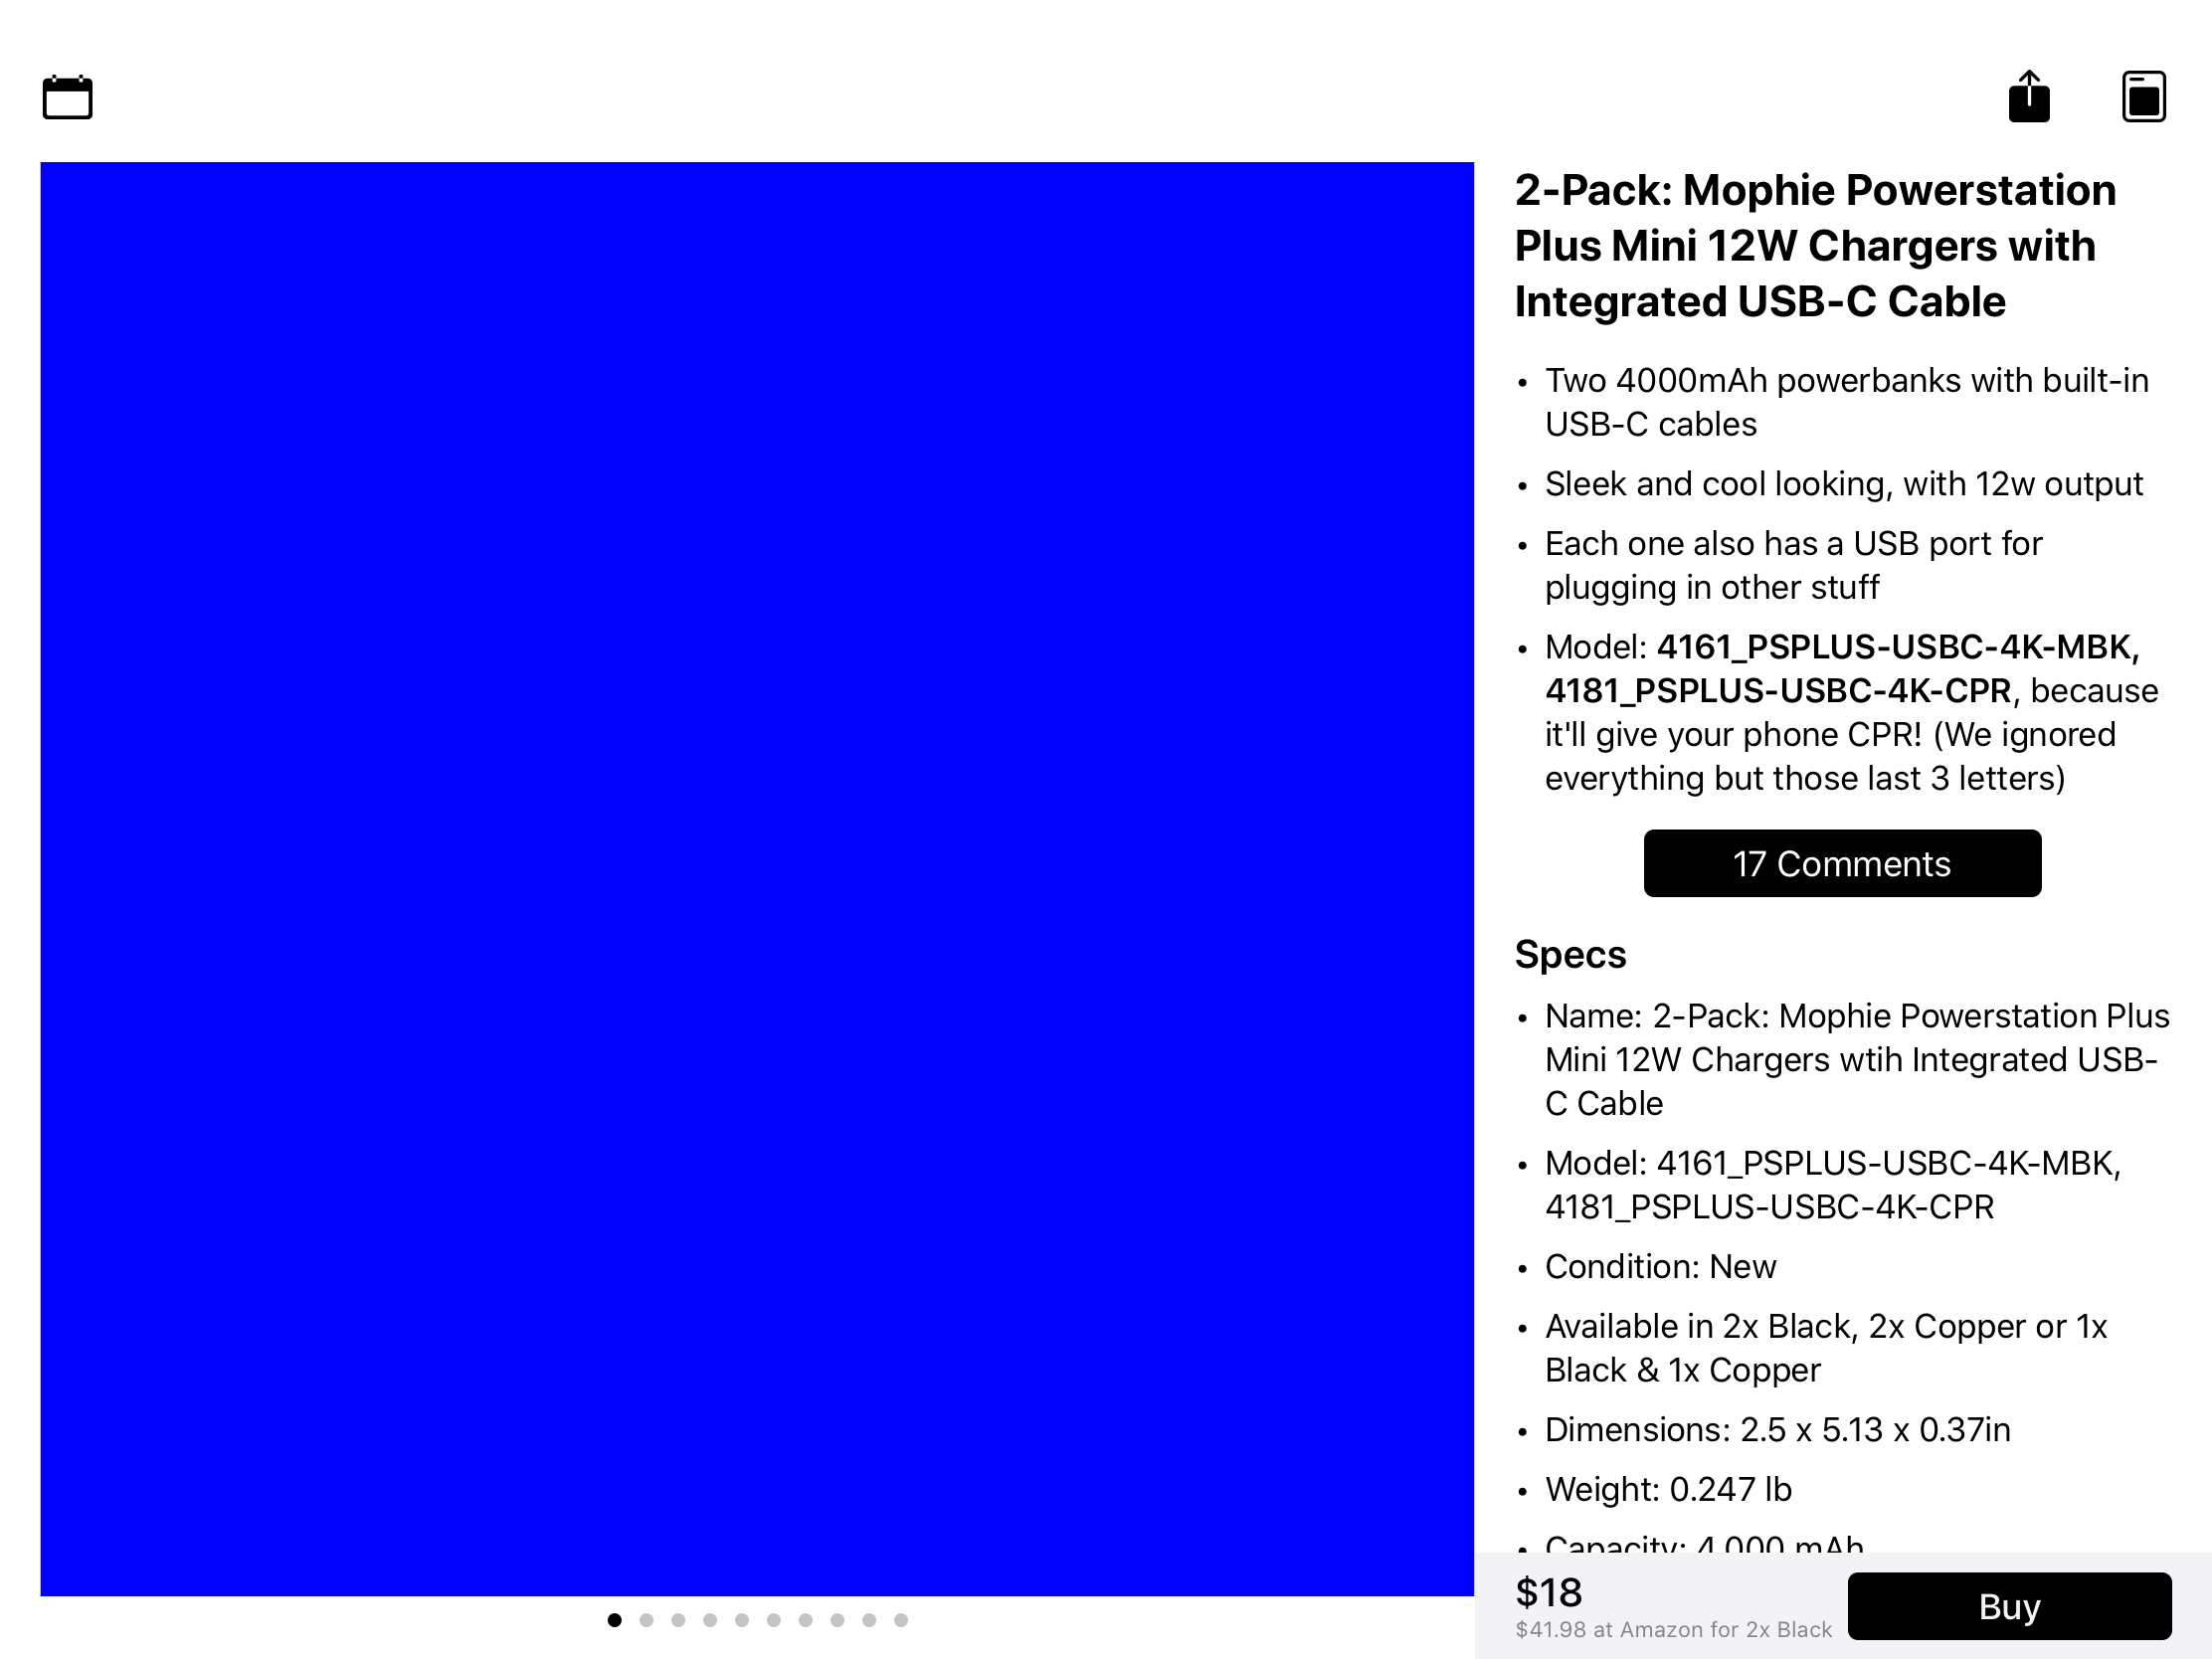 2-Pack: Mophie Powerstation
Plus Mini 12W Chargers with
Integrated USB-C Cable
• Two 4000mAh powerbanks with built-in
USB-C cables
• Sleek and cool looking, with 12w output
• Each one also has a USB port for
plugging in other stuff
• Model: 4161_PSPLUS-USBC-4K-MBK,
4181_PSPLUS-USBC-4K-CPR, because
it'll give your phone CPR! (We ignored
everything but those last 3 letters)
17 Comments
Specs
• Name: 2-Pack: Mophie Powerstation Plus
Mini 12W Chargers wtih Integrated USB-
C Cable
• Model: 4161_PSPLUS-USBC-4K-MBK,
4181_PSPLUS-USBC-4K-CPR
• Condition: New
• Available in 2x Black, 2x Copper or 1x
Black & 1x Copper
• Dimensions: 2.5 x 5.13 x 0.37in
• Weight: 0.247 lb
• Capacity: 4,000 mAh
$18
$41.98 at Amazon for 2x Black
Buy